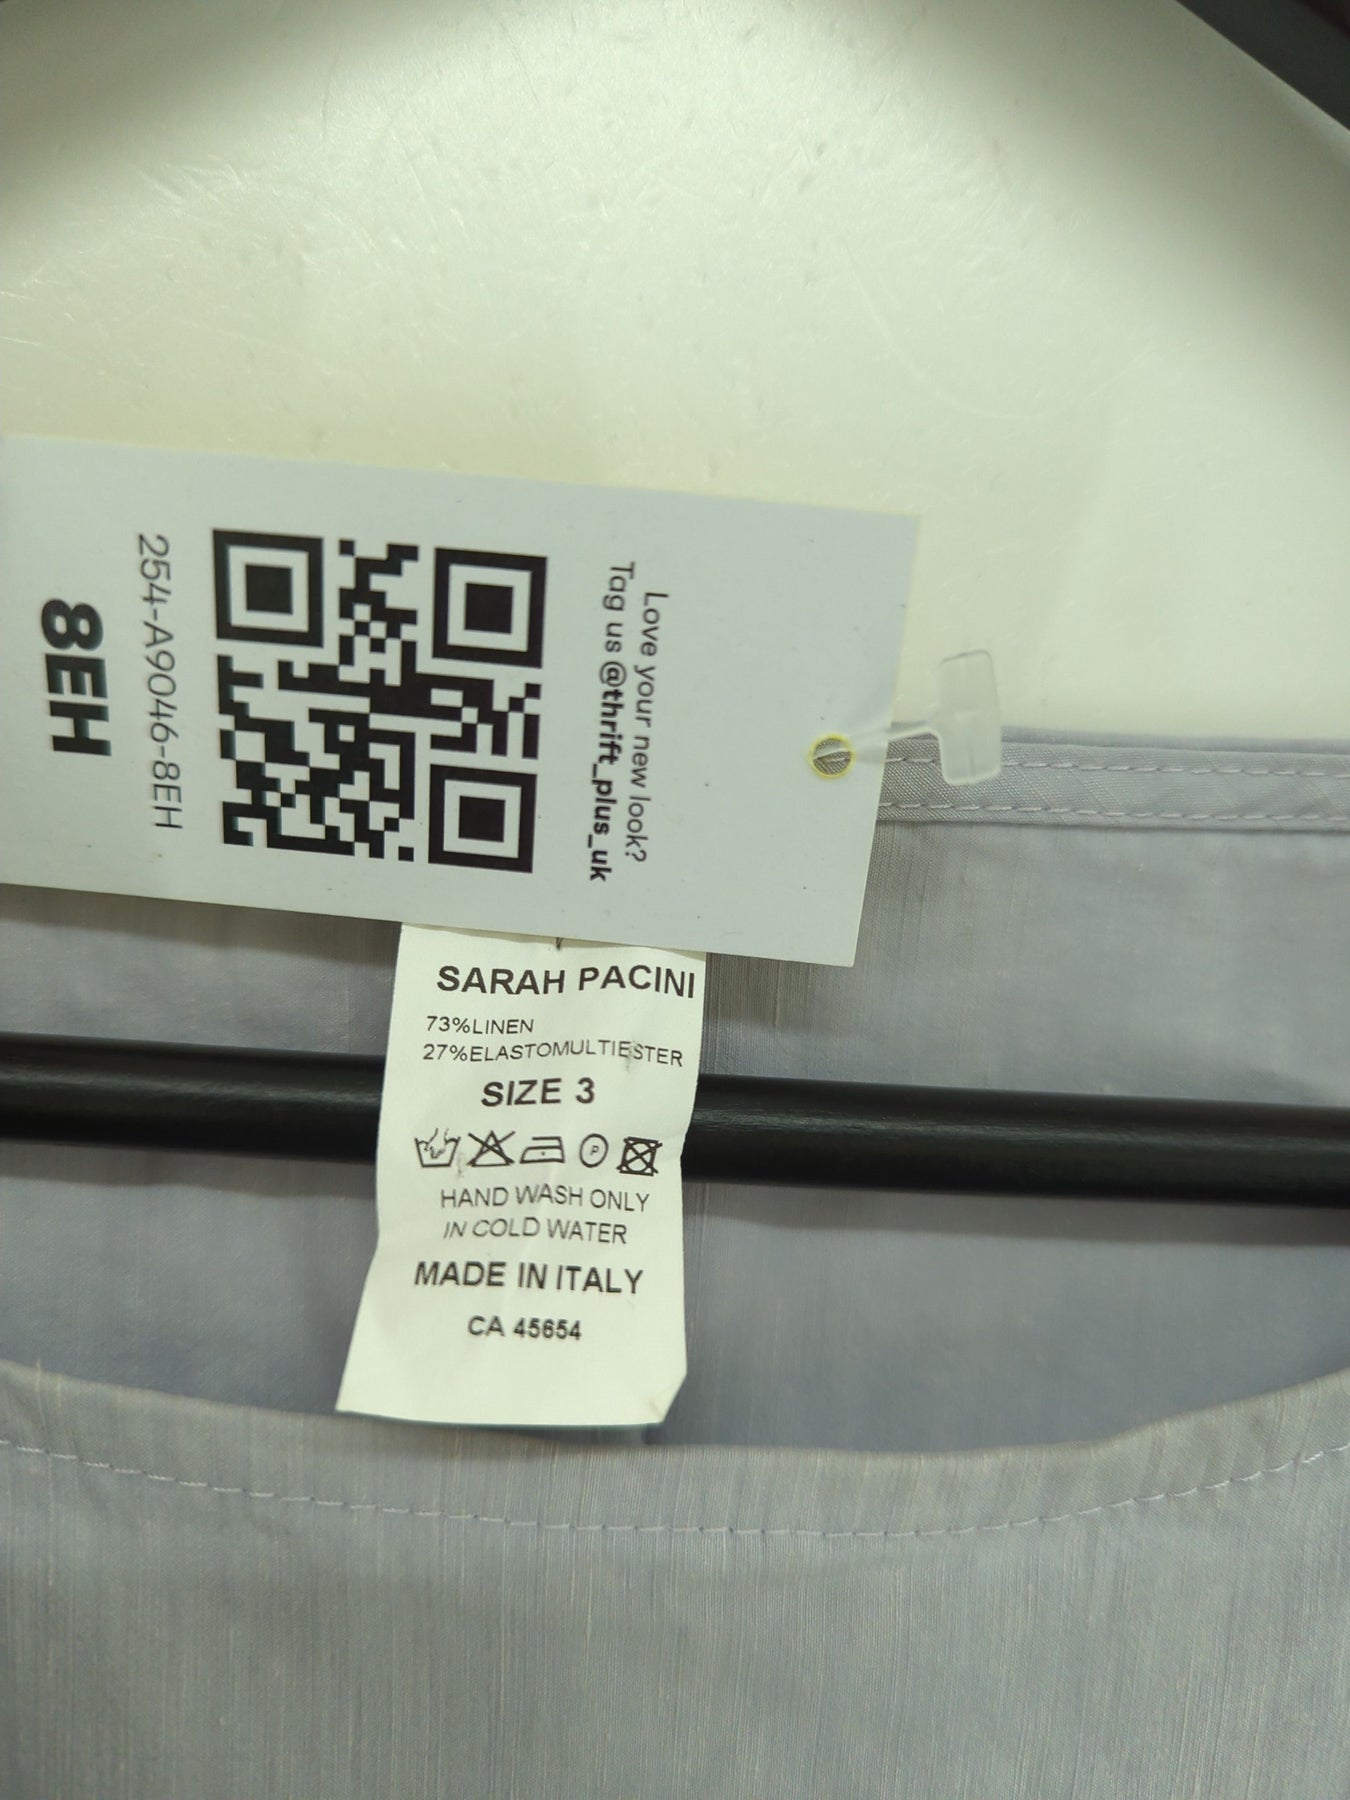 Love your new look?
Tag us @thrift_plus_uk
254-A9046-8EH
8EH
SARAH PACINI
73%LINEN
27%ELASTOMULTIESTER
SIZE 3
P
HAND WASH ONLY
IN COLD WATER
MADE IN ITALY
CA 45654